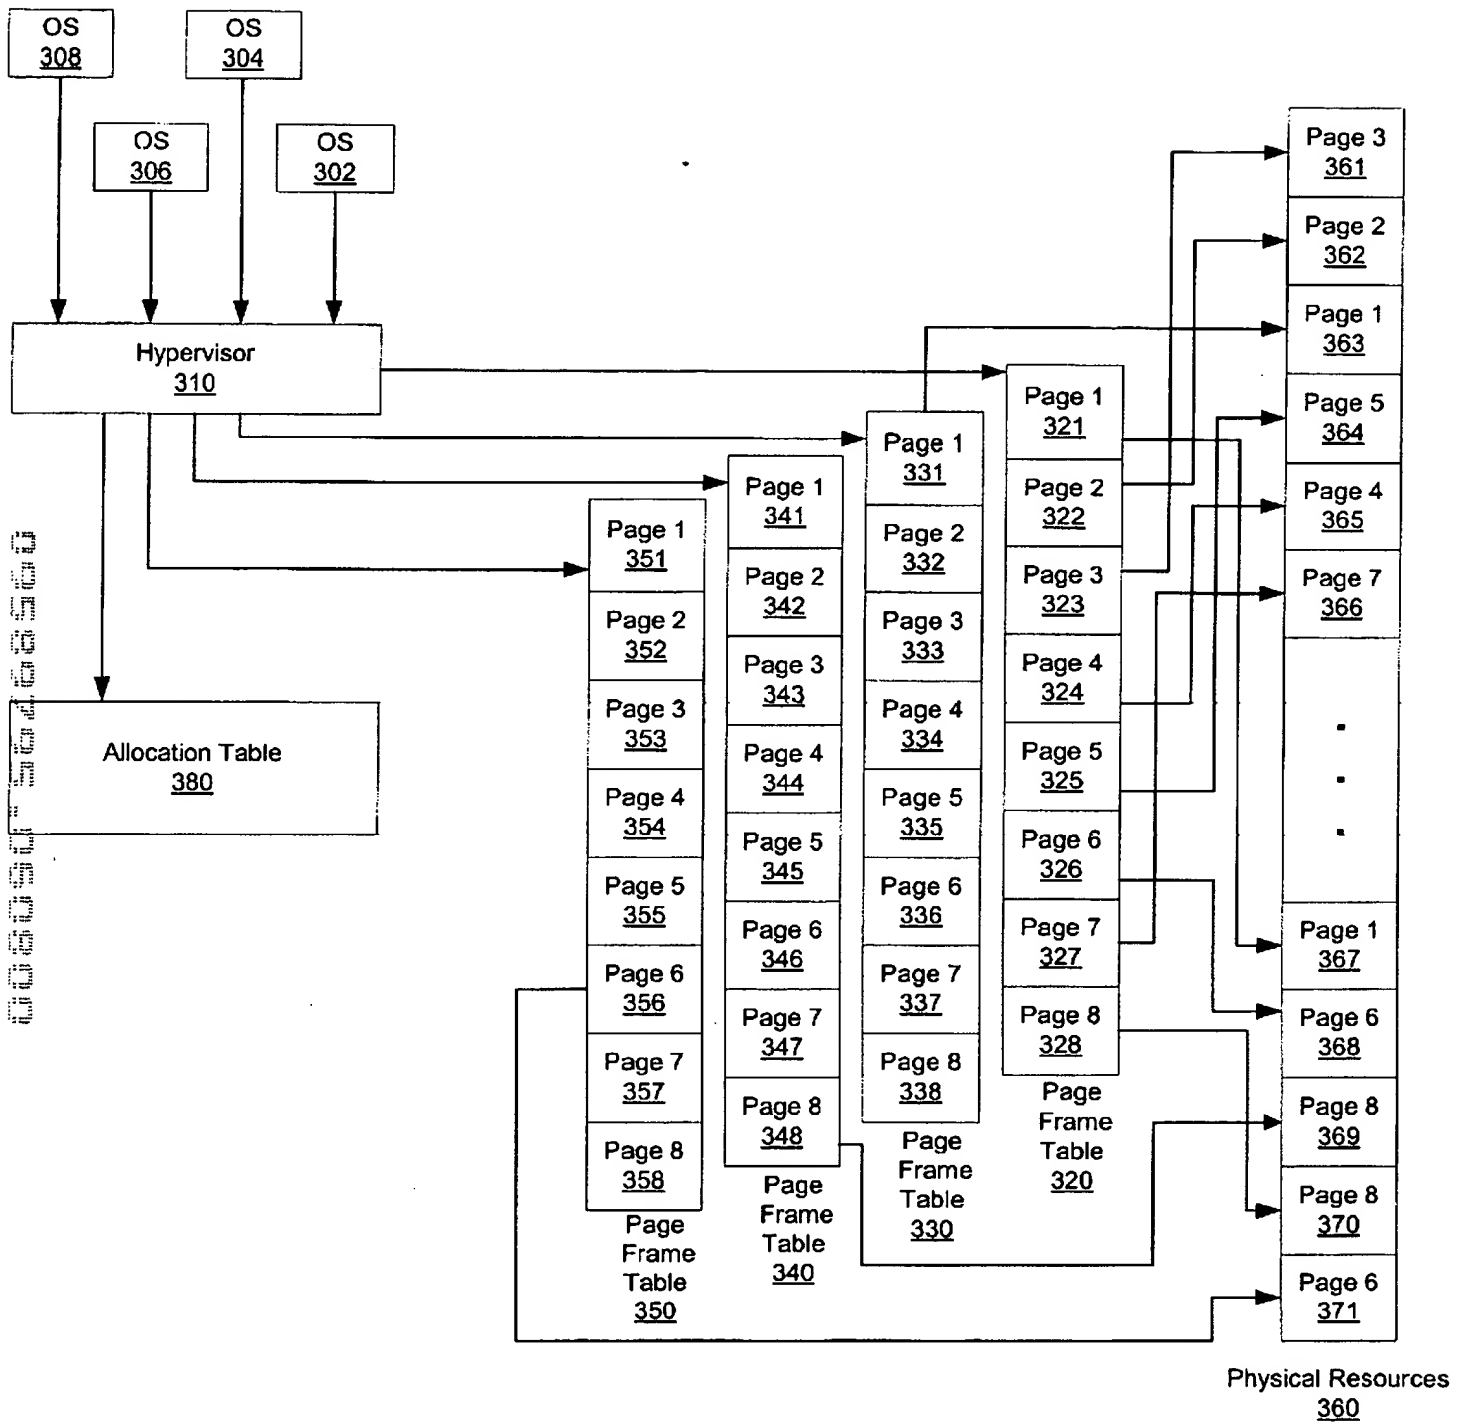 OS
308
OS
304
OS
306
OS
302
Hypervisor
310
Allocation Table
380
Page 1
351
Page 2
352
Page 3
353
Page 4
354
Page 5
355
Page 6
356
Page 7
357
Page 8
358
Page
Frame
Table
350
Page 1
341
Page 2
342
Page 3
343
Page 4
344
Page 5
345
Page 6
346
Page 7
347
Page 8
348
Page
Frame
Table
340
Page 1
331
Page 2
332
Page 3
333
Page 4
334
Page 5
335
Page 6
336
Page 7
337
Page 8
338
Page
Frame
Table
330
Page 1
321
Page 2
322
Page 3
323
Page 4
324
Page 5
325
Page 6
326
Page 7
327
Page 8
328
Page
Frame
Table
320
Page 3
361
Page 2
362
Page 1
363
Page 5
364
Page 4
365
Page 7
366
Page 1
367
Page 6
368
Page 8
369
Page 8
370
Page 6
371
Physical Resources
360